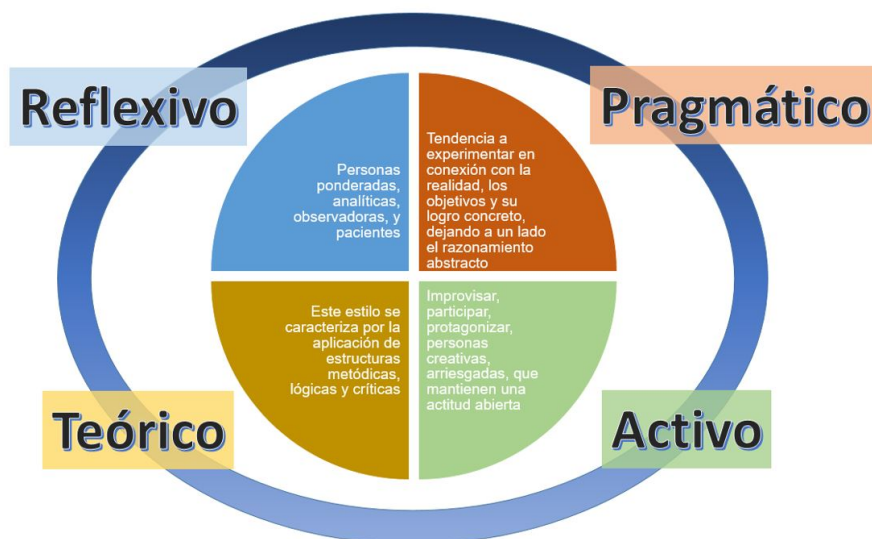 Reflexivo
Personas
ponderadas,
analíticas,
observadoras, y
pacientes
Pragmático
Tendencia a
experimentar en
conexión con la
realidad, los
objetivos y su
logro concreto,
dejando a un lado
el razonamiento
abstracto
Teórico
Este estilo se
caracteriza por la
aplicación de
estructuras
metódicas,
lógicas y críticas
Activo
Improvisar,
participar,
protagonizar,
personas
creativas,
arriesgadas, que
mantienen una
actitud abierta